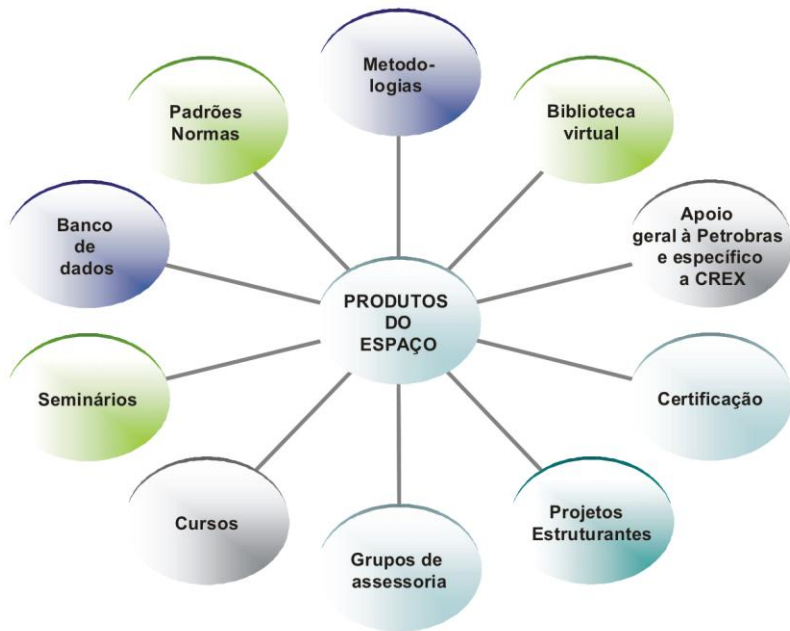 Metodo-
logias
Padrões
Normas
Biblioteca
virtual
Banco
de
dados
Apoio
geral à Petrobras
e específico
a CREX
PRODUTOS
DO
ESPAÇO
Seminários
Certificação
Cursos
Projetos
Estruturantes
Grupos de
assessoria